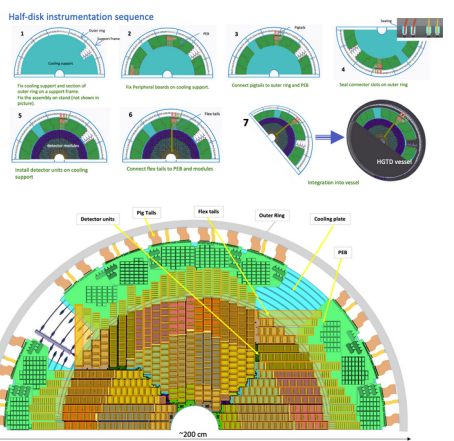 Half-disk instrumentation sequence
1
Outer ring
Support frame
Cooling support
Fix cooling support and section of
outer ring on a support frame.
Fix the assembly on stand (not shown in
picture).
2
PEB
Fix Peripheral boards on cooling support.
3
Pigtails
Connect pigtails to outer ring and PEB
Sealing
4
Seal connector slots on outer ring
5
detector modules
Install detector units on cooling
support
6
Flex tails
Connect flex tails to PEB and modules
7
HGTD vessel
Integration into vessel
Detector units
Pig Tails
Flex tails
Outer Ring
Cooling plate
PEB
~200 cm